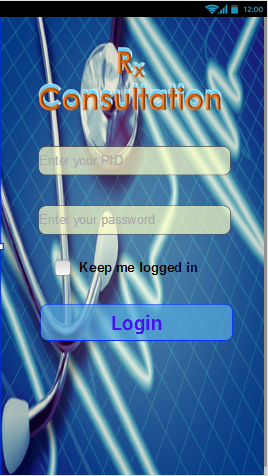 12:00
Rx
Consultation
Enter your PID
Enter your password
Keep me logged in
Login